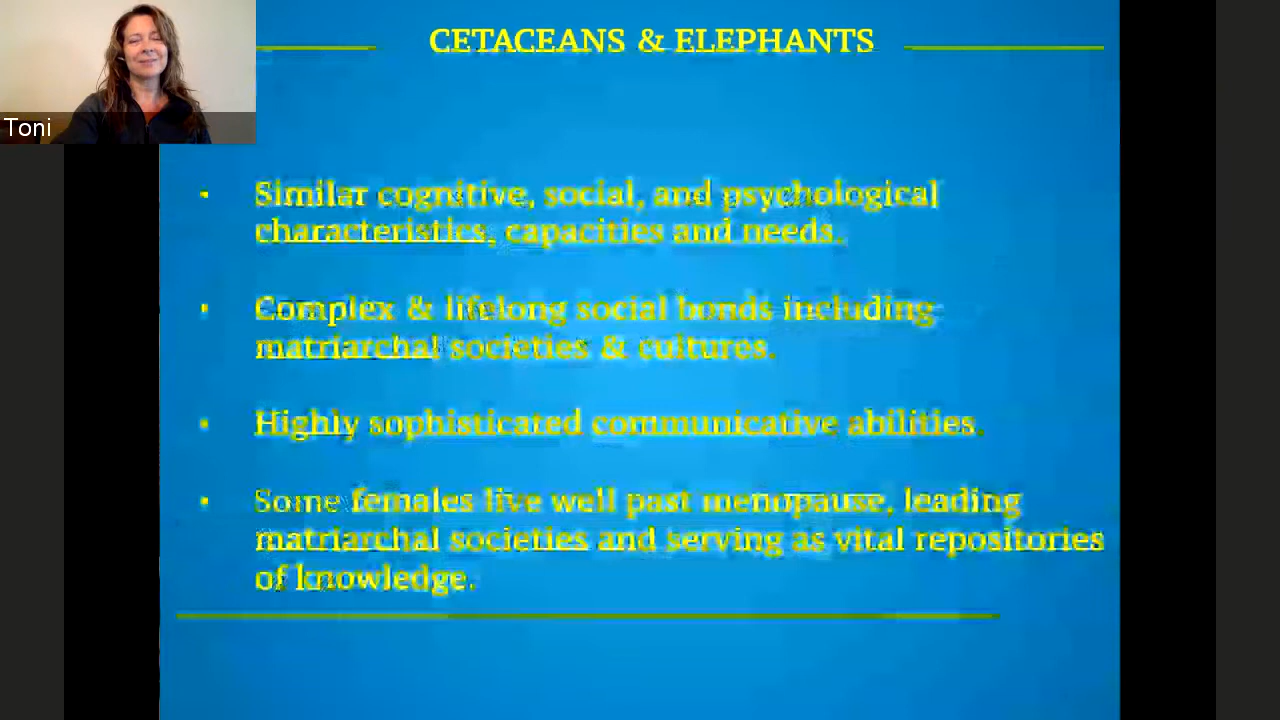 CETACEANS & ELEPHANTS
Toni
Similar cognitive, social, and psychological
characteristics, capacities and needs.
Complex & lifelong social bonds including
matriarchal societies & cultures.
Highly sophisticated communicative abilities.
Some females live well past menopause, leading
matriarchal societies and serving as vital repositories
of knowledge.